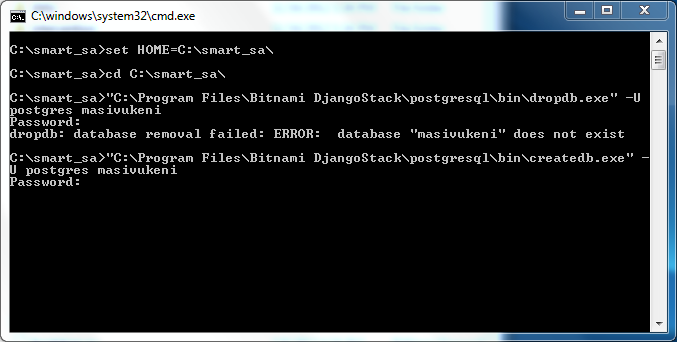 C:\windows\system32\cmd.exe
C:\smart_sa>set HOME=C:\smart_sa\
C:\smart_sa>cd C:\smart_sa\
C:\smart_sa>"C:\Program Files\Bitnami DjangoStack\postgresql\bin\dropdb.exe" -U
postgres masivukeni
Password:
dropdb: database removal failed: ERROR:  database "masivukeni" does not exist
C:\smart_sa>"C:\Program Files\Bitnami DjangoStack\postgresql\bin\createdb.exe" -
U postgres masivukeni
Password: